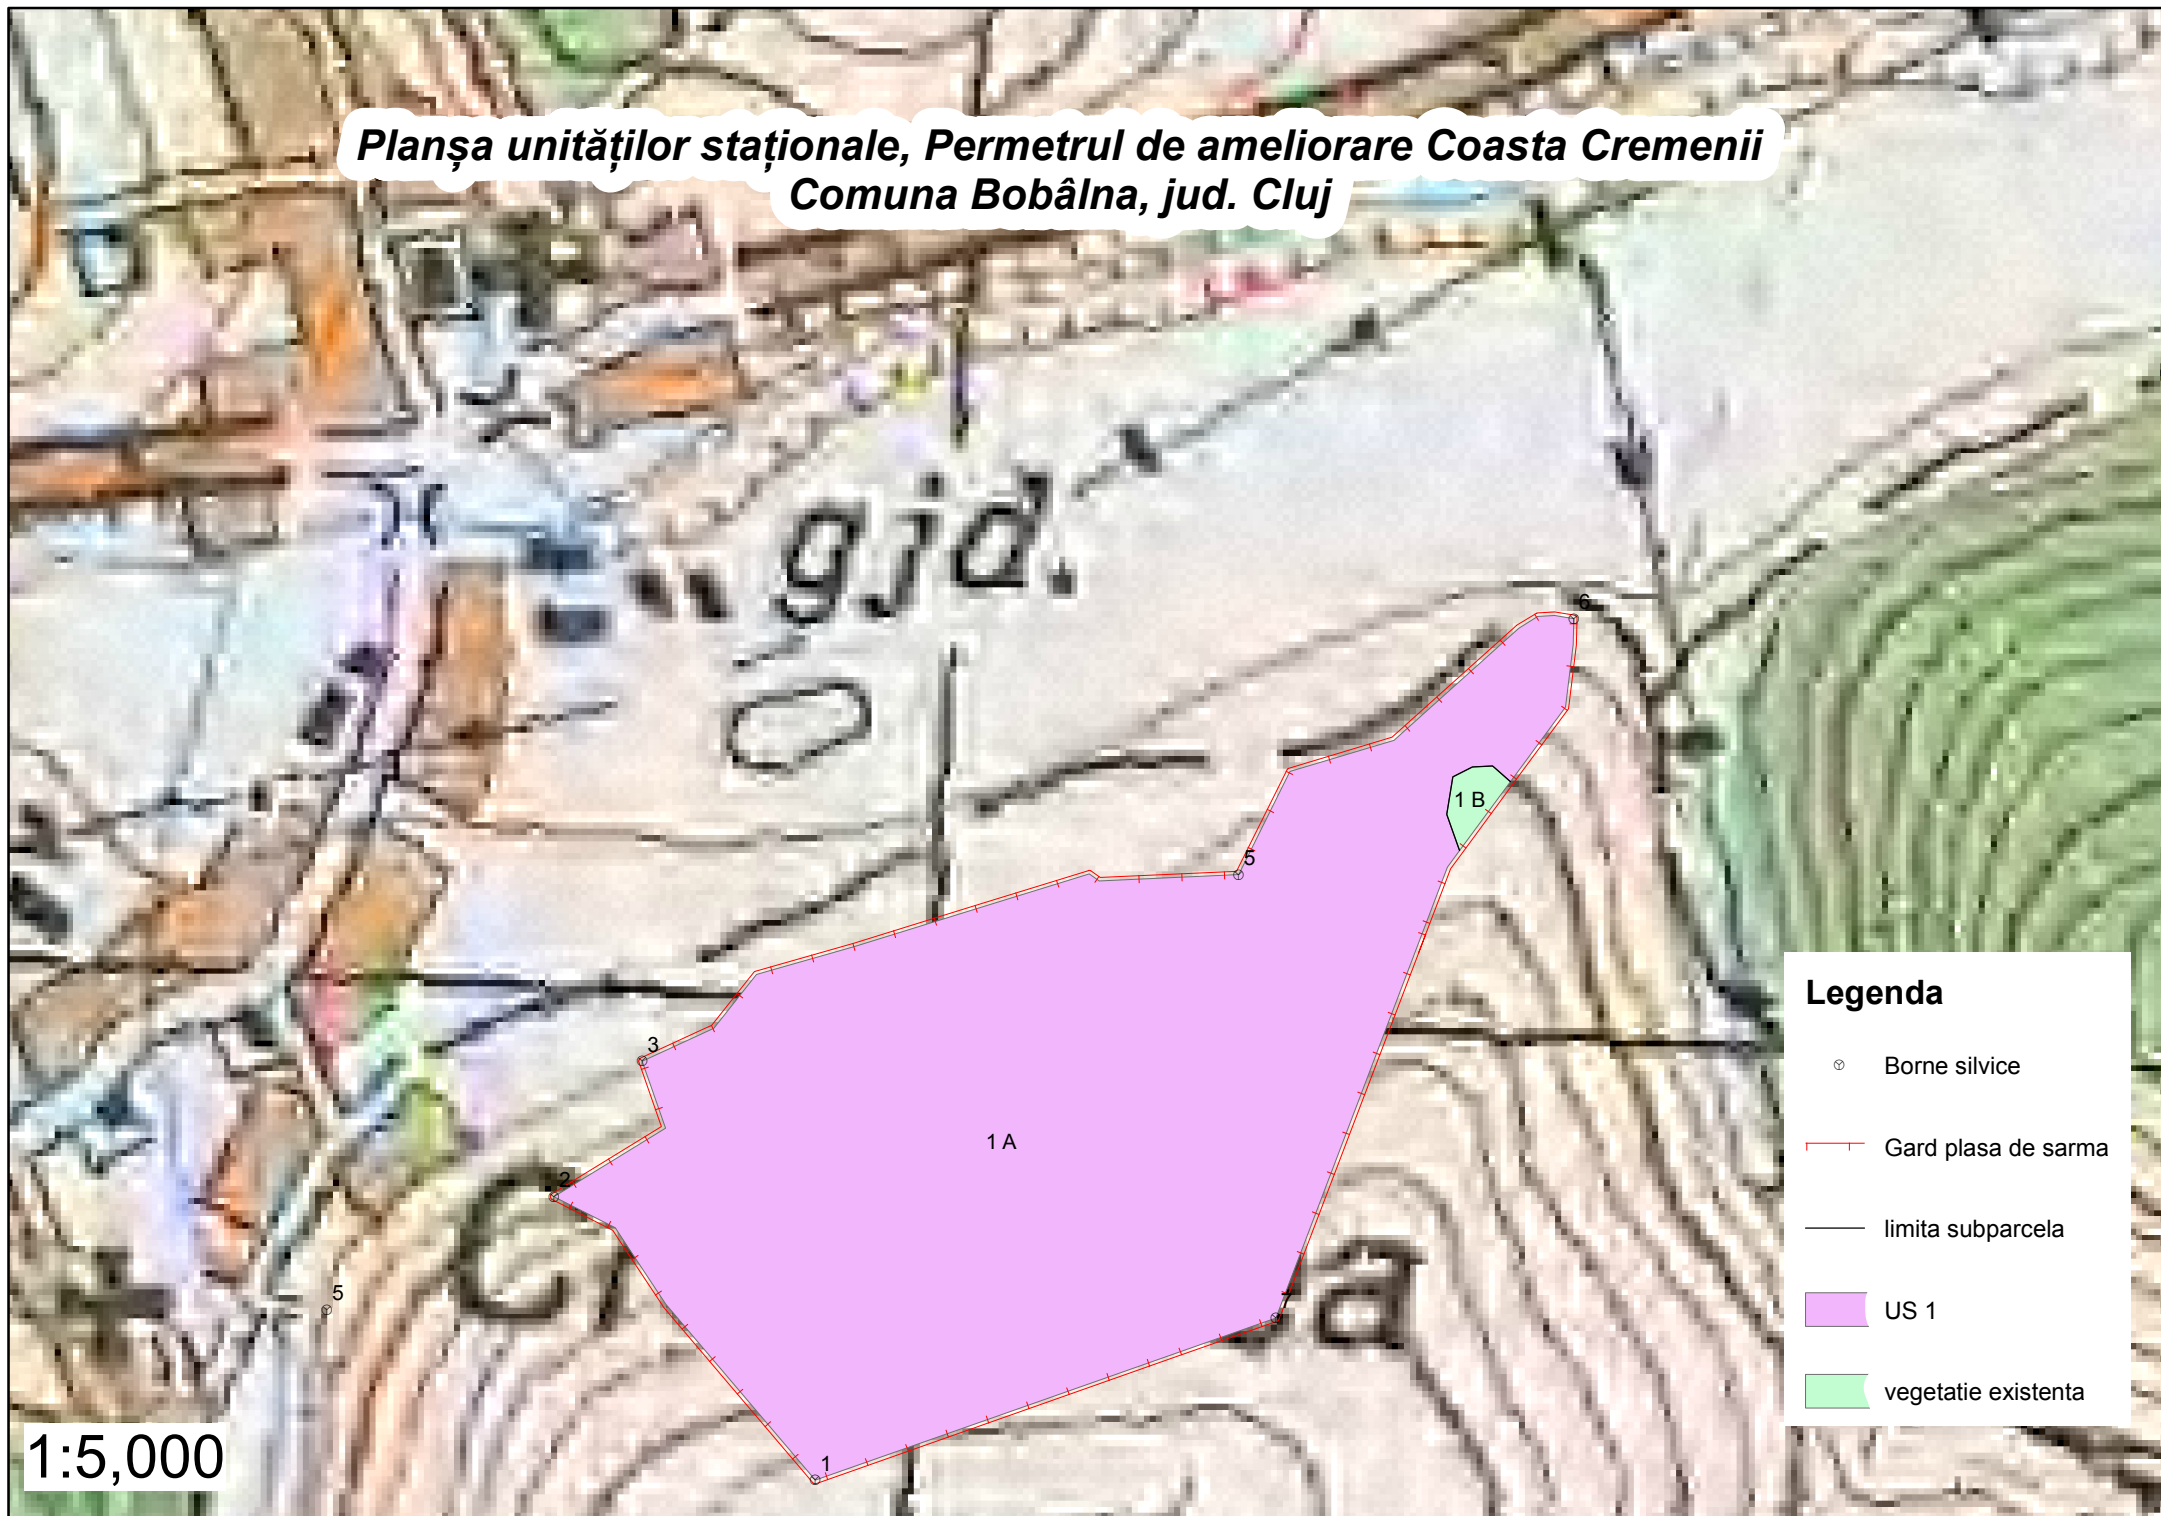 Planșa unităților staționale, Permetrul de ameliorare Coasta Cremenii
Comuna Bobâlna, jud. Cluj
gjd.
6
1 B
5
3
1 A
2
5
a
1
1:5,000
Legenda
Borne silvice
Gard plasa de sarma
limita subparcela
US 1
vegetatie existenta